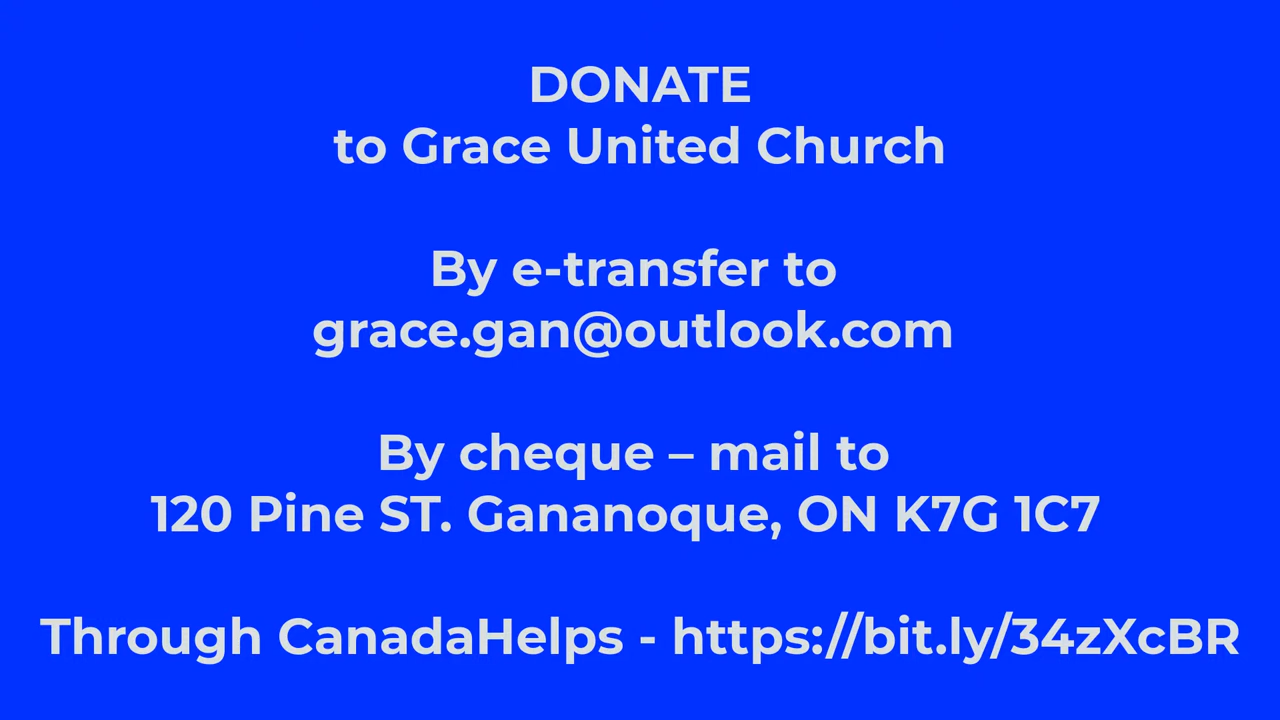 DONATE
to Grace United Church
By e-transfer to
grace.gan@outlook.com
By cheque – mail to
120 Pine ST. Gananoque, ON K7G 1C7
Through CanadaHelps - https://bit.ly/34zXcBR